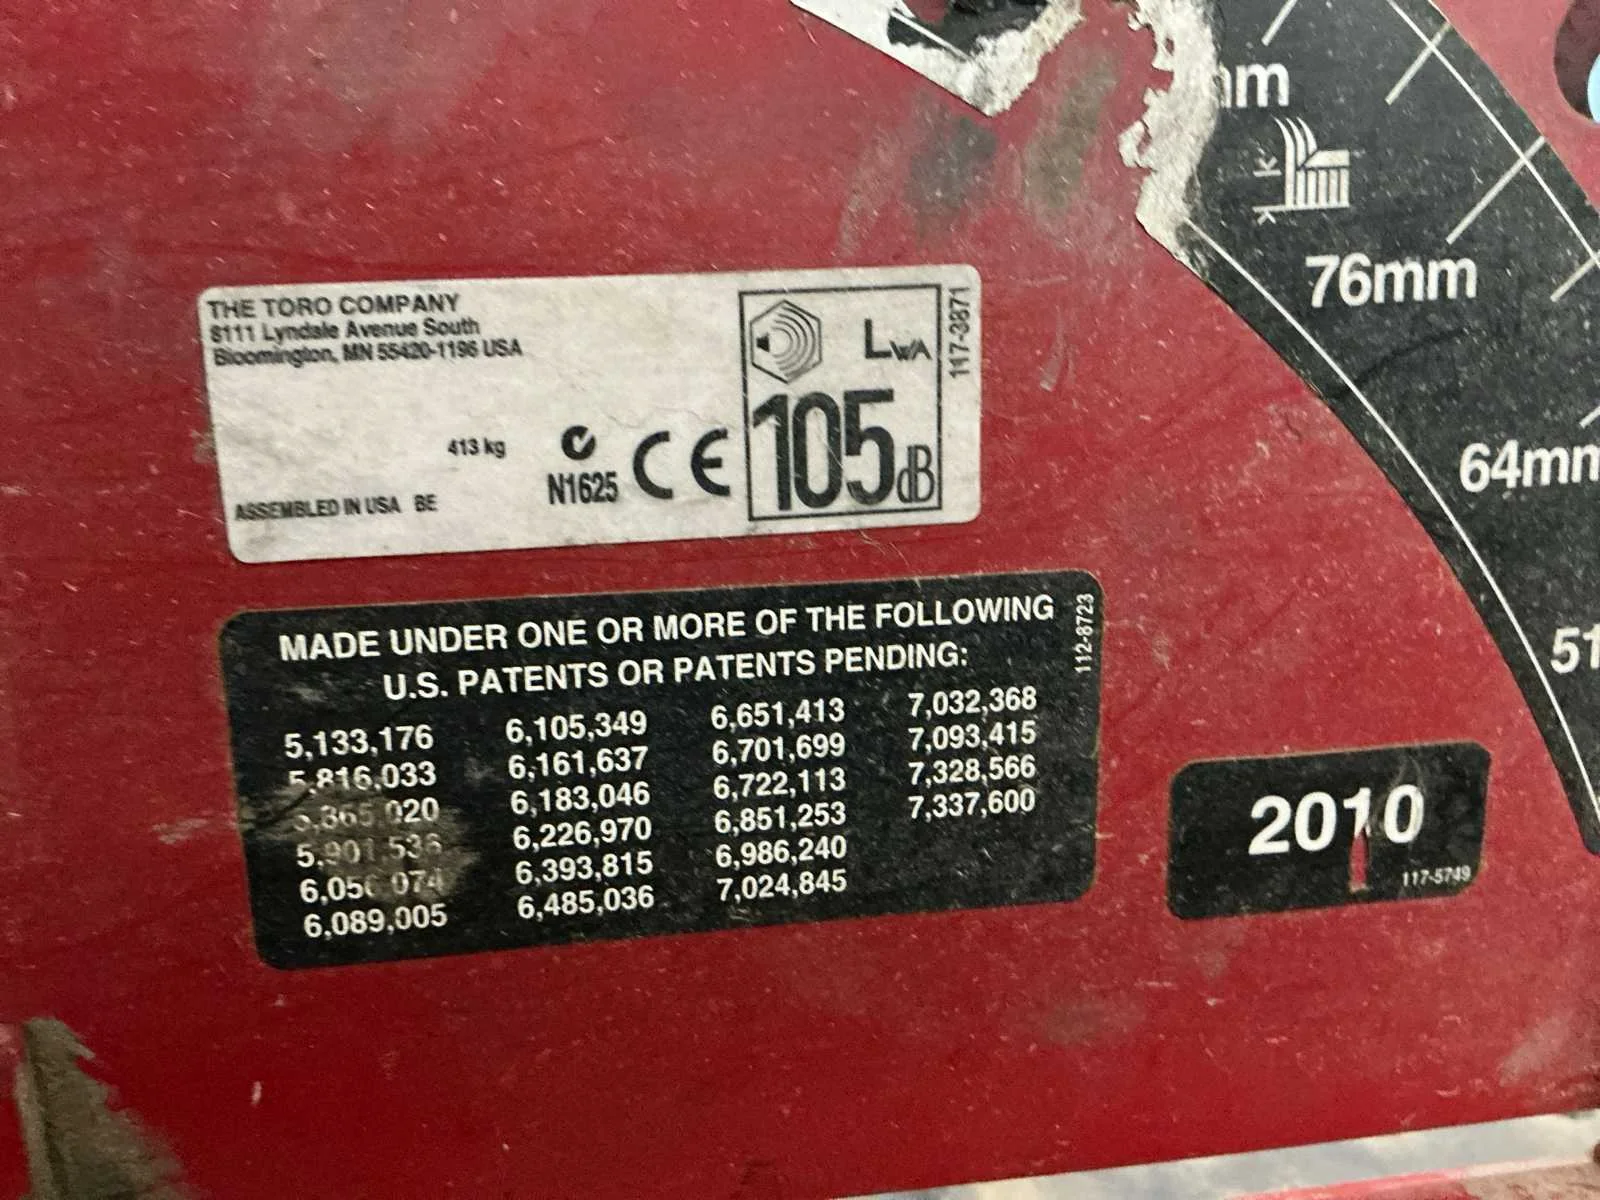 THE TORO COMPANY
8111 Lyndale Avenue South
Bloomington, MN 55420-1196 USA
413 kg
N1625
CE
ASSEMBLED IN USA BE
LWA
105dB
117-3871
MADE UNDER ONE OR MORE OF THE FOLLOWING
U.S. PATENTS OR PATENTS PENDING:
112-8723
5,133,176 6,105,349 6,651,413 7,032,368
5,816,033 6,161,637 6,701,699 7,093,415
6,183,046 6,722,113 7,328,566
6,226,970 6,851,253 7,337,600
6,393,815 6,986,240
6,089,005 6,485,036 7,024,845
2010
117-5749
76mm
64mm
51